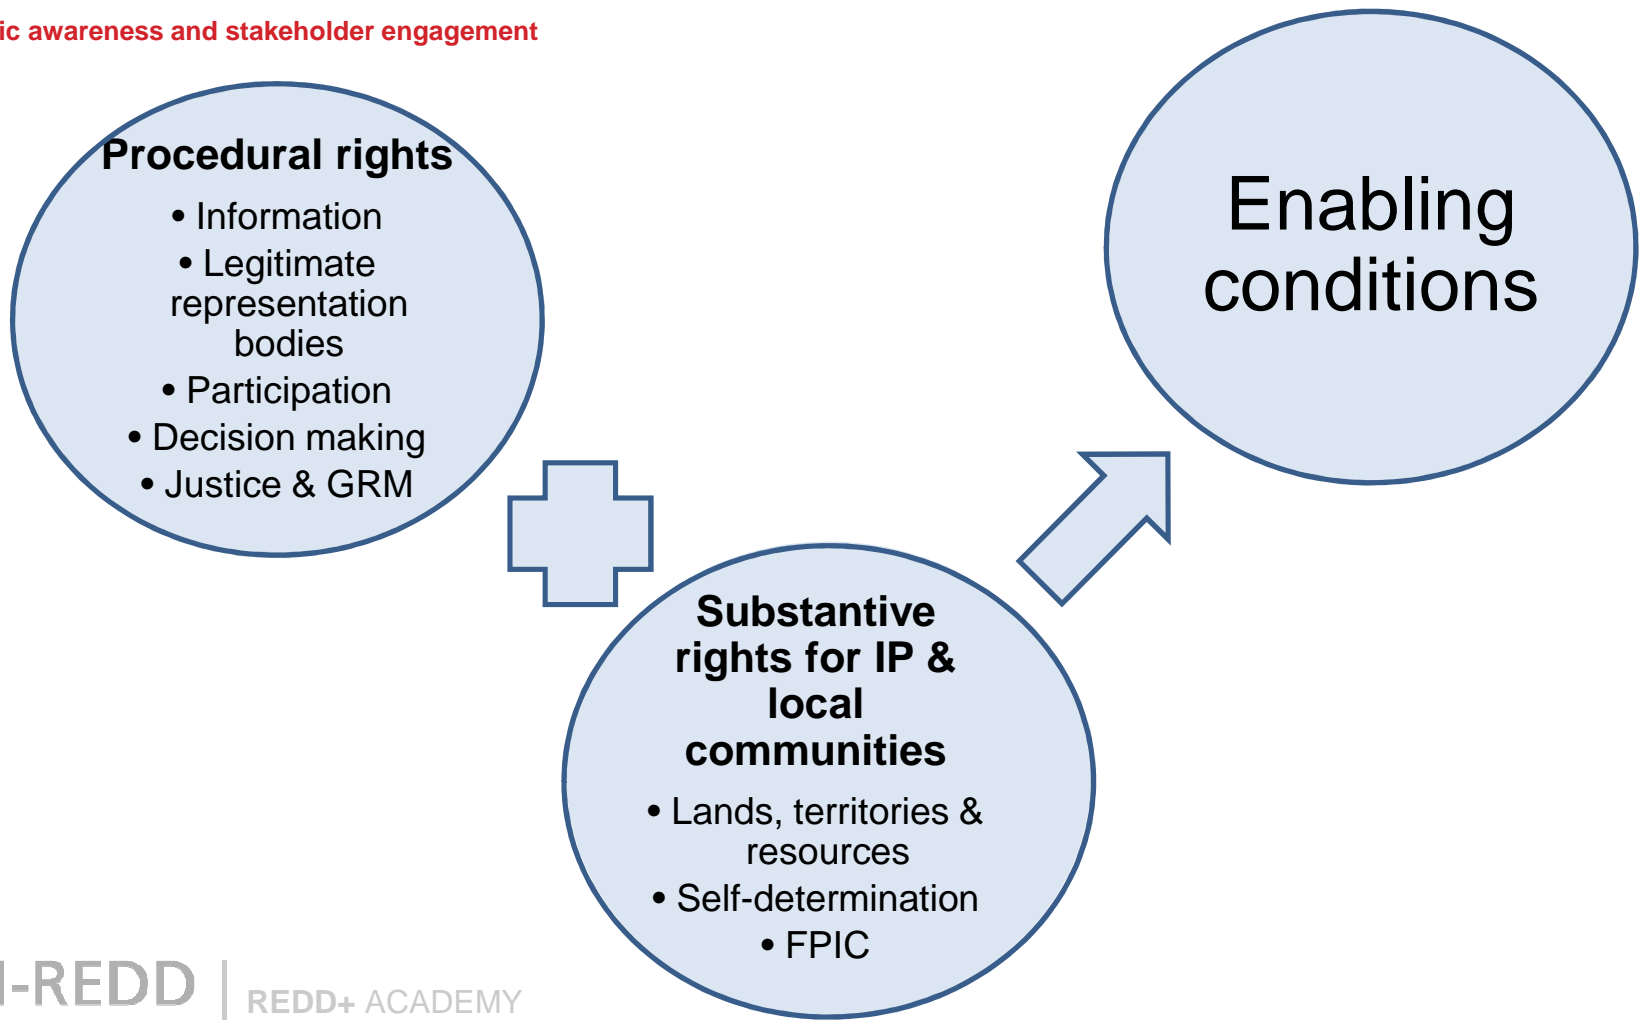 ic awareness and stakeholder engagement
Procedural rights
• Information
• Legitimate
representation
bodies
• Participation
• Decision making
• Justice & GRM
Enabling
conditions
Substantive
rights for IP &
local
communities
• Lands, territories &
resources
• Self-determination
• FPIC
-REDD
REDD+ ACADEMY